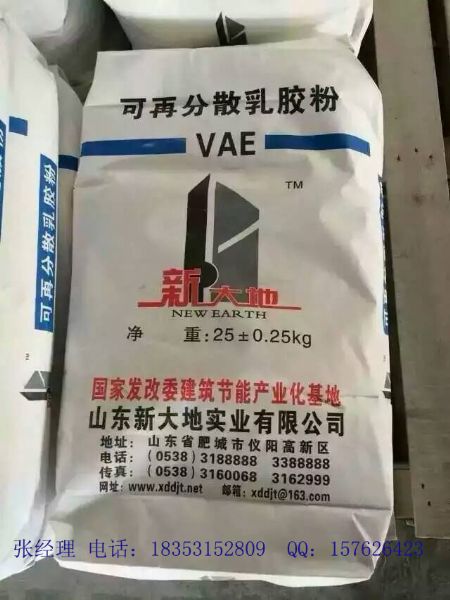 可再分散乳胶粉
VAE
TM
新大地
NEW EARTH
净 重:25±0.25kg
国家发改委建筑节能产业化基地
山东新大地实业有限公司
地址: 山东省肥城市仪阳高新区
电话: (0538) 3188888 3388888
传真: (0538) 3160068 3162999
网址: www.xddjt.net 邮箱: xddjt@163.com
可再分散乳胶粉
张经理 电话: 18353152809 QQ: 157626423